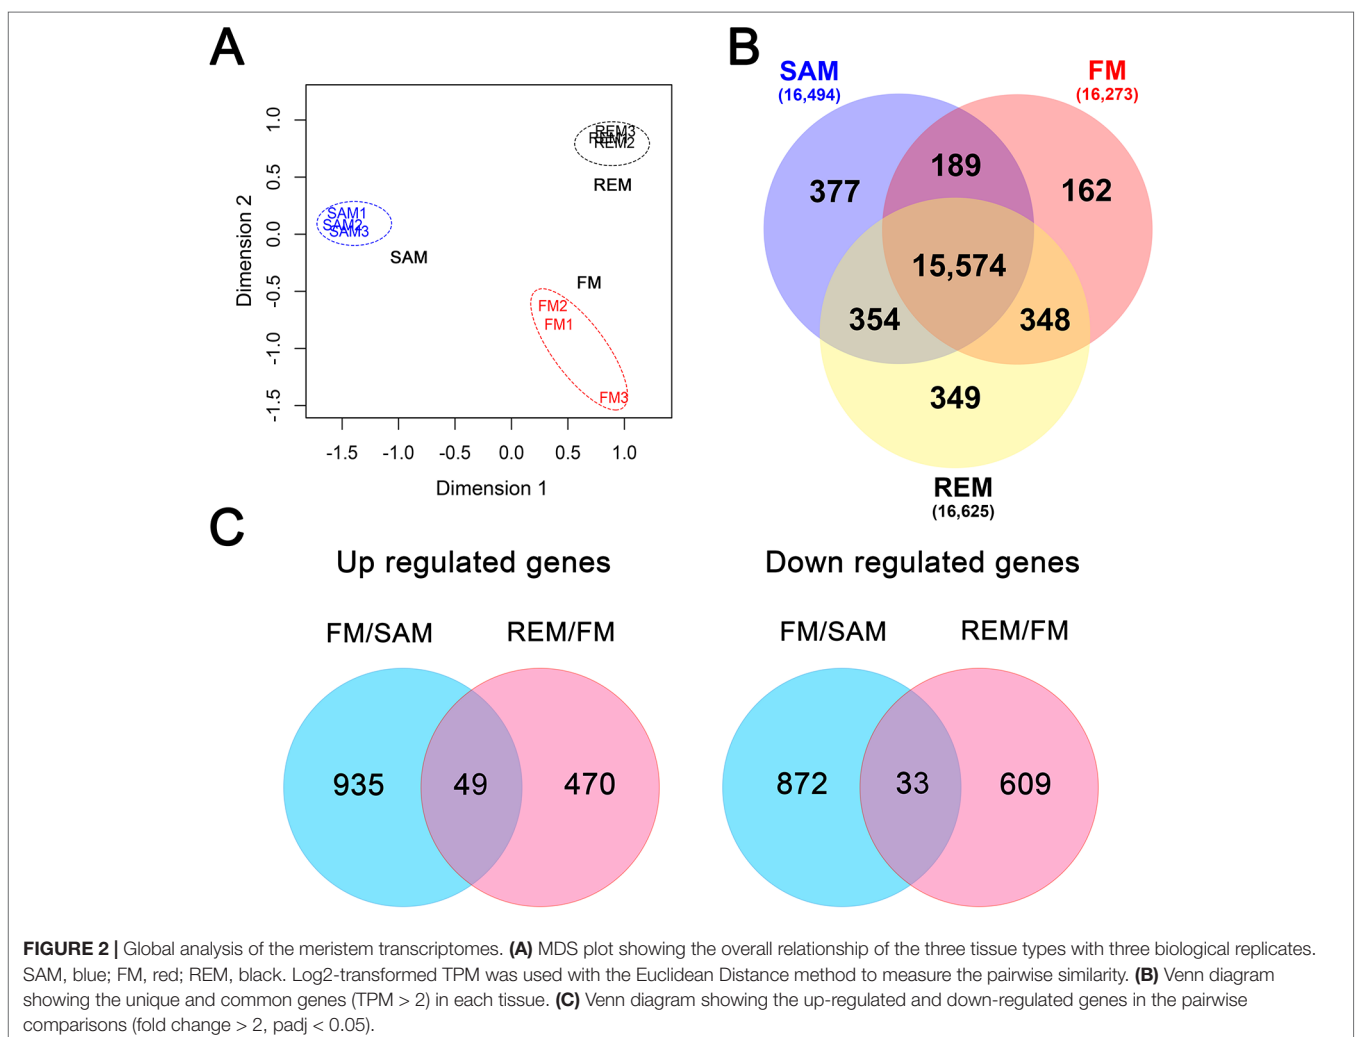 A
B
SAM
(16,494)
FM
(16,273)
1.0
0.5
0.0
-0.5
-1.0
-1.5
Dimension 2
REM3
REM1
REM2
REM
SAM1
SAM2
SAM3
SAM
FM
FM2
FM1
FM3
-1.5 -1.0 -0.5 0.0 0.5 1.0
Dimension 1
377
189
162
15,574
354
348
349
REM
(16,625)
C
Up regulated genes
Down regulated genes
FM/SAM
REM/FM
FM/SAM
REM/FM
935
49
470
872
33
609
FIGURE 2 | Global analysis of the meristem transcriptomes. (A) MDS plot showing the overall relationship of the three tissue types with three biological replicates.
SAM, blue; FM, red; REM, black. Log2-transformed TPM was used with the Euclidean Distance method to measure the pairwise similarity. (B) Venn diagram
showing the unique and common genes (TPM > 2) in each tissue. (C) Venn diagram showing the up-regulated and down-regulated genes in the pairwise
comparisons (fold change > 2, padj < 0.05).